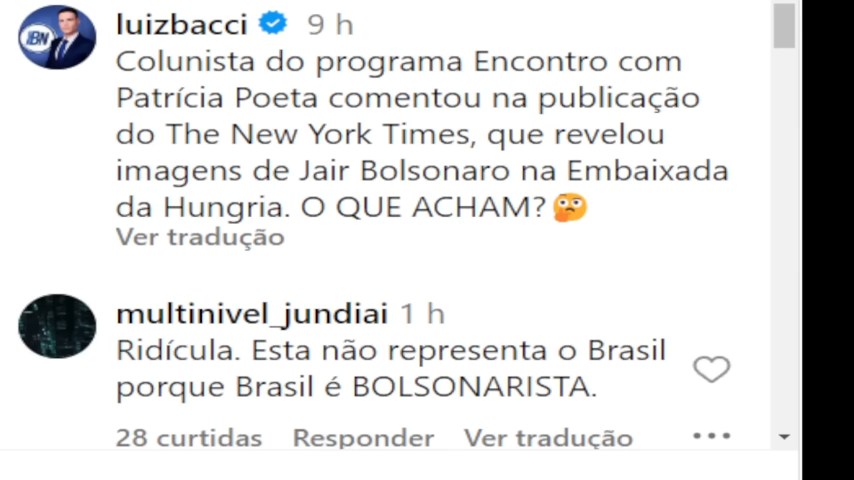 IBN
luizbacci 9 h
Colunista do programa Encontro com
Patrícia Poeta comentou na publicação
do The New York Times, que revelou
imagens de Jair Bolsonaro na Embaixada
da Hungria. O QUE ACHAM?🤔
Ver tradução
multinivel_jundiai 1 h
Ridícula. Esta não representa o Brasil
porque Brasil é BOLSONARISTA.
28 curtidas Responder Ver tradução